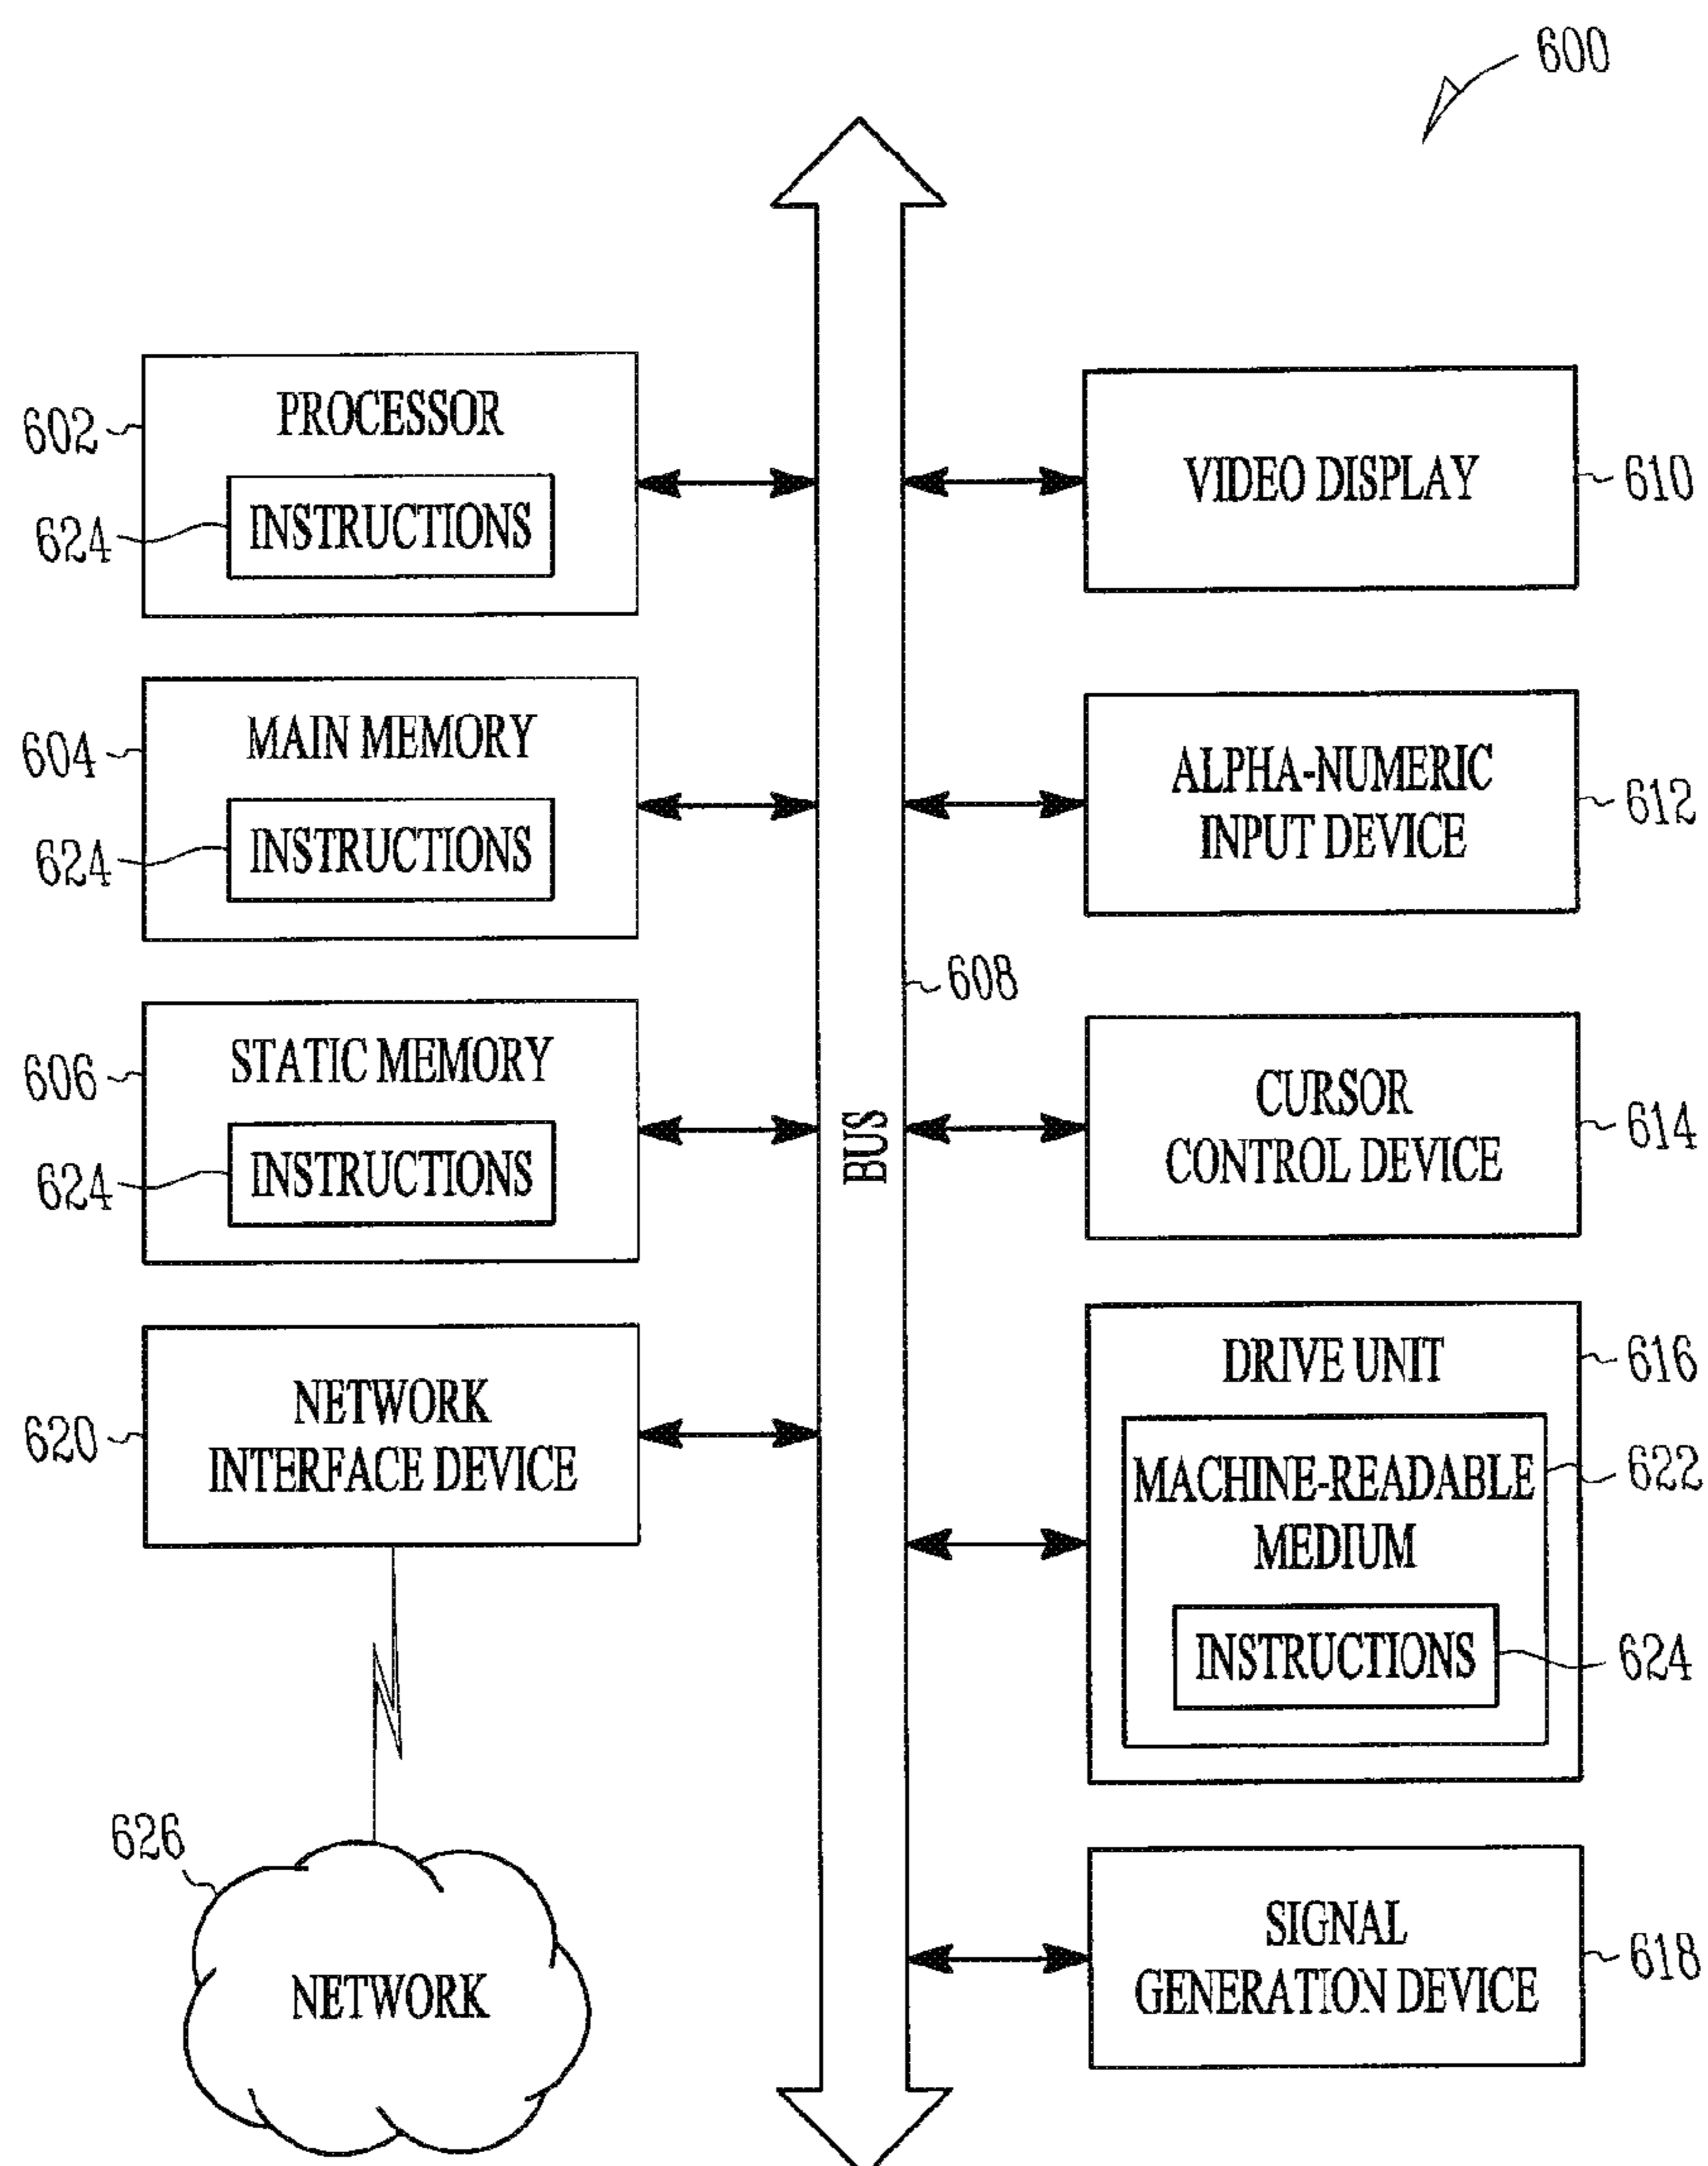 600
PROCESSOR
602
INSTRUCTIONS
624
MAIN MEMORY
604
INSTRUCTIONS
624
STATIC MEMORY
606
INSTRUCTIONS
624
NETWORK
INTERFACE DEVICE
620
626
NETWORK
BUS
608
VIDEO DISPLAY
610
ALPHA-NUMERIC
INPUT DEVICE
612
CURSOR
CONTROL DEVICE
614
DRIVE UNIT
616
MACHINE-READABLE
MEDIUM
622
INSTRUCTIONS
624
SIGNAL
GENERATION DEVICE
618